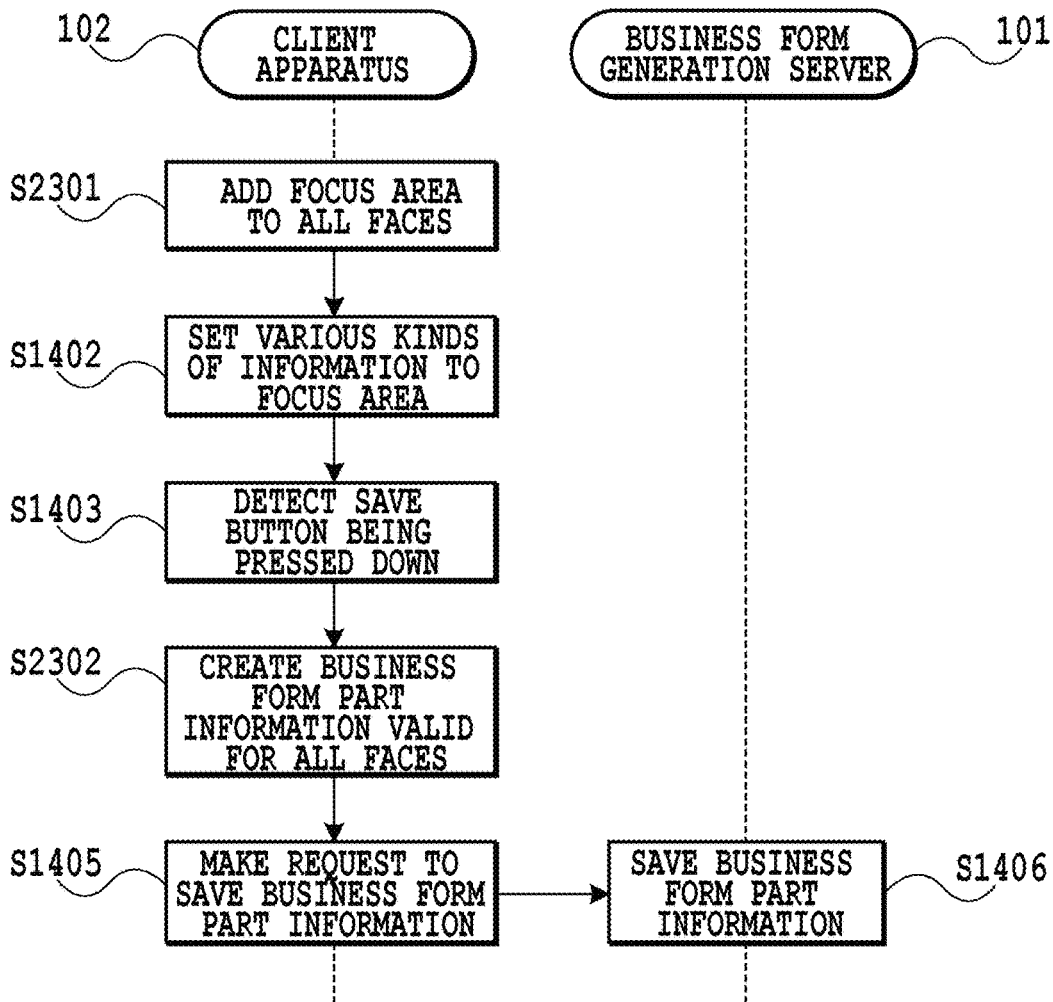 102
CLIENT
APPARATUS
BUSINESS FORM
GENERATION SERVER
101
S2301
ADD FOCUS AREA
TO ALL FACES
S1402
SET VARIOUS KINDS
OF INFORMATION TO
FOCUS AREA
S1403
DETECT SAVE
BUTTON BEING
PRESSED DOWN
S2302
CREATE BUSINESS
FORM PART
INFORMATION VALID
FOR ALL FACES
S1405
MAKE REQUEST TO
SAVE BUSINESS FORM
PART INFORMATION
SAVE BUSINESS
FORM PART
INFORMATION
S1406